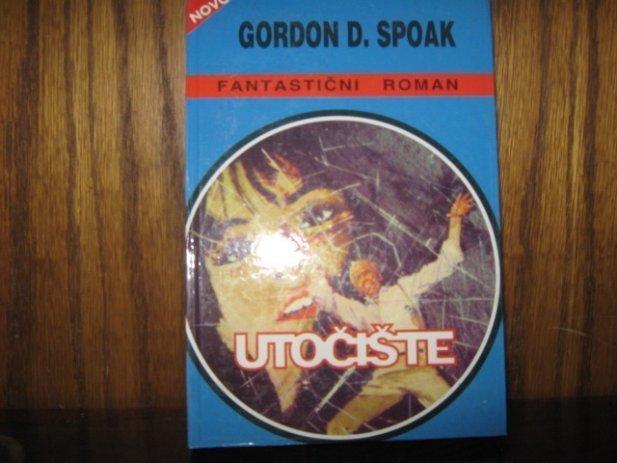 NOVO
GORDON D. SPOAK
FANTASTIČNI ROMAN
UTOČIŠTE